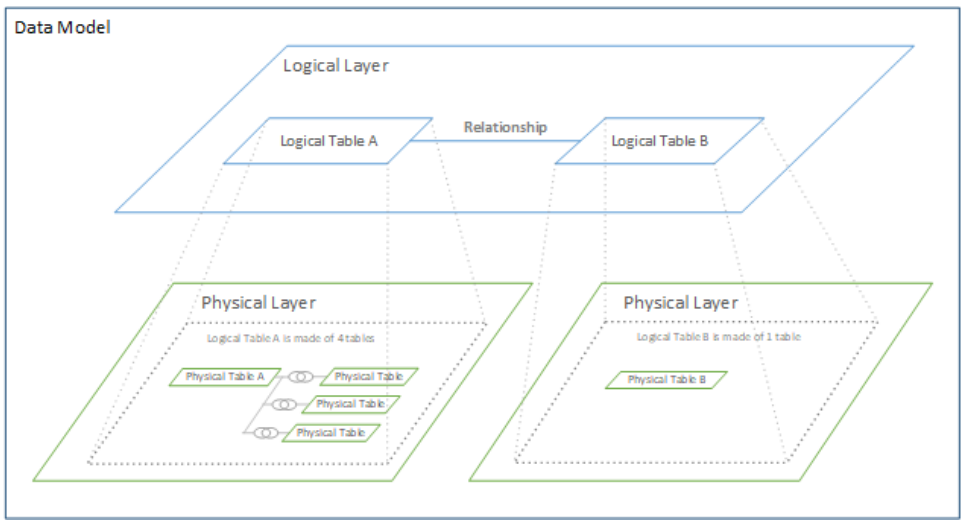 Data Model
Logical Layer
Logical Table A
Relationship
Logical Table B
Physical Layer
Logical Table A is made of 4 tables
Physical Table A
Physical Table
Physical Table
Physical Table
Physical Layer
Logical Table B is made of 1 table
Physical Table B